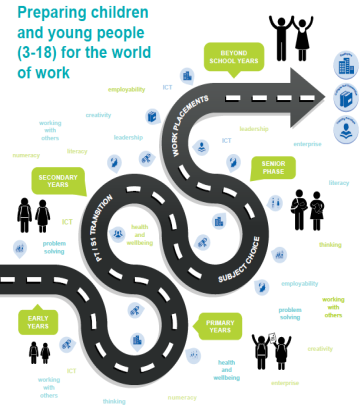 Preparing children
and young people
(3-18) for the world
of work
BEYOND
SCHOOL YEARS
employability
ICT
WORK PLACEMENTS
creativity
working
with
others
leadership
leadership
ICT
enterprise
numeracy
literacy
SECONDARY
YEARS
SENIOR
PHASE
literacy
P7 / S1 TRANSITION
ICT
health
and
wellbeing
problem
solving
thinking
SUBJECT CHOICE
employability
EARLY
YEARS
PRIMARY
YEARS
problem
solving
working
with
others
creativity
ICT
health
and
wellbeing
working
with
others
enterprise
thinking
numeracy